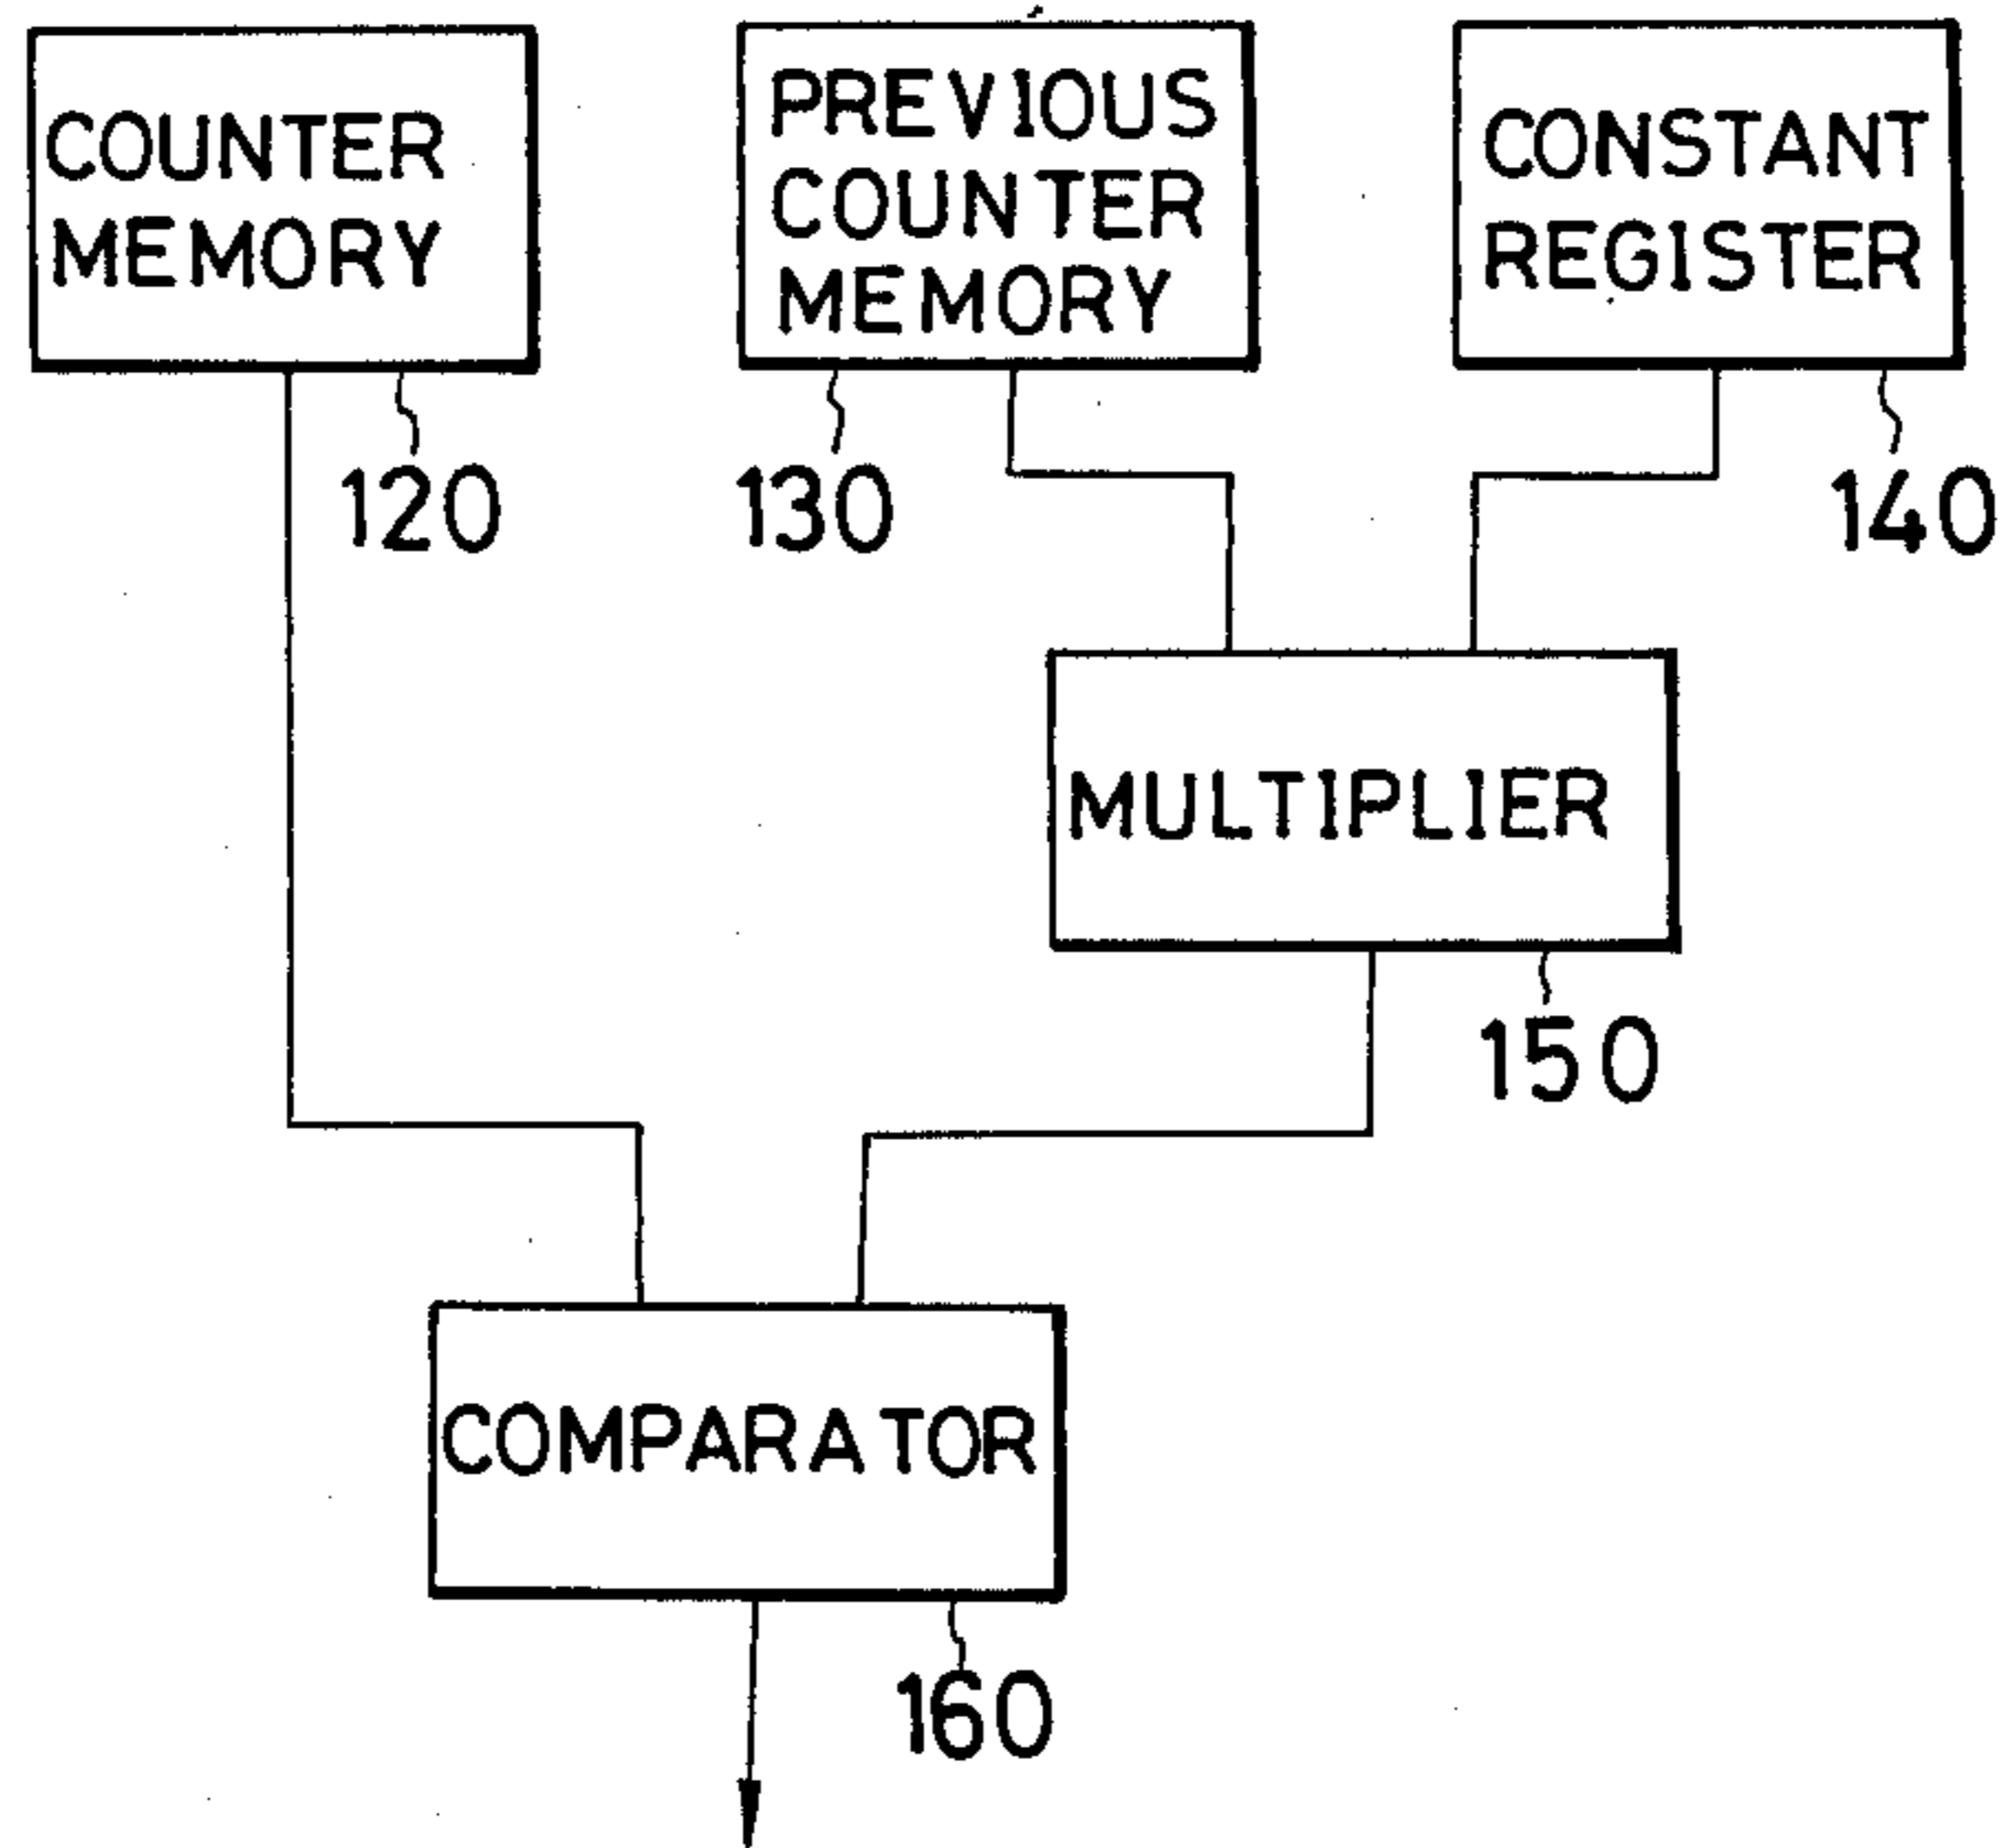 COUNTER
MEMORY
120
PREVIOUS
COUNTER
MEMORY
130
CONSTANT
REGISTER
140
MULTIPLIER
150
COMPARATOR
160